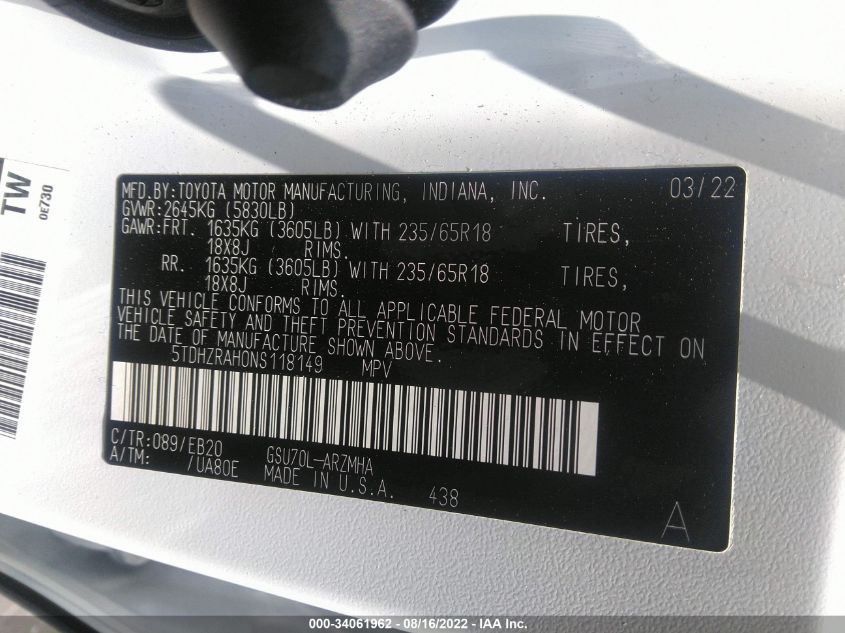 TW
0E730
MFD.BY:TOYOTA MOTOR MANUFACTURING, INDIANA, INC. 03/22
GVWR:2645KG (5830LB)
GAWR:FRT. 1635KG (3605LB) WITH 235/65R18 TIRES,
18X8J RIMS.
RR. 1635KG (3605LB) WITH 235/65R18 TIRES,
18X8J RIMS.
THIS VEHICLE CONFORMS TO ALL APPLICABLE FEDERAL MOTOR
VEHICLE SAFETY AND THEFT PREVENTION STANDARDS IN EFFECT ON
THE DATE OF MANUFACTURE SHOWN ABOVE.
5TDHZRAH0NS118149 MPV
C/TR:089/EB20 GSU70L-ARZMHA
A/TM: /UA80E MADE IN U.S.A. 438
A
000-34061962 - 08/16/2022 - IAA Inc.